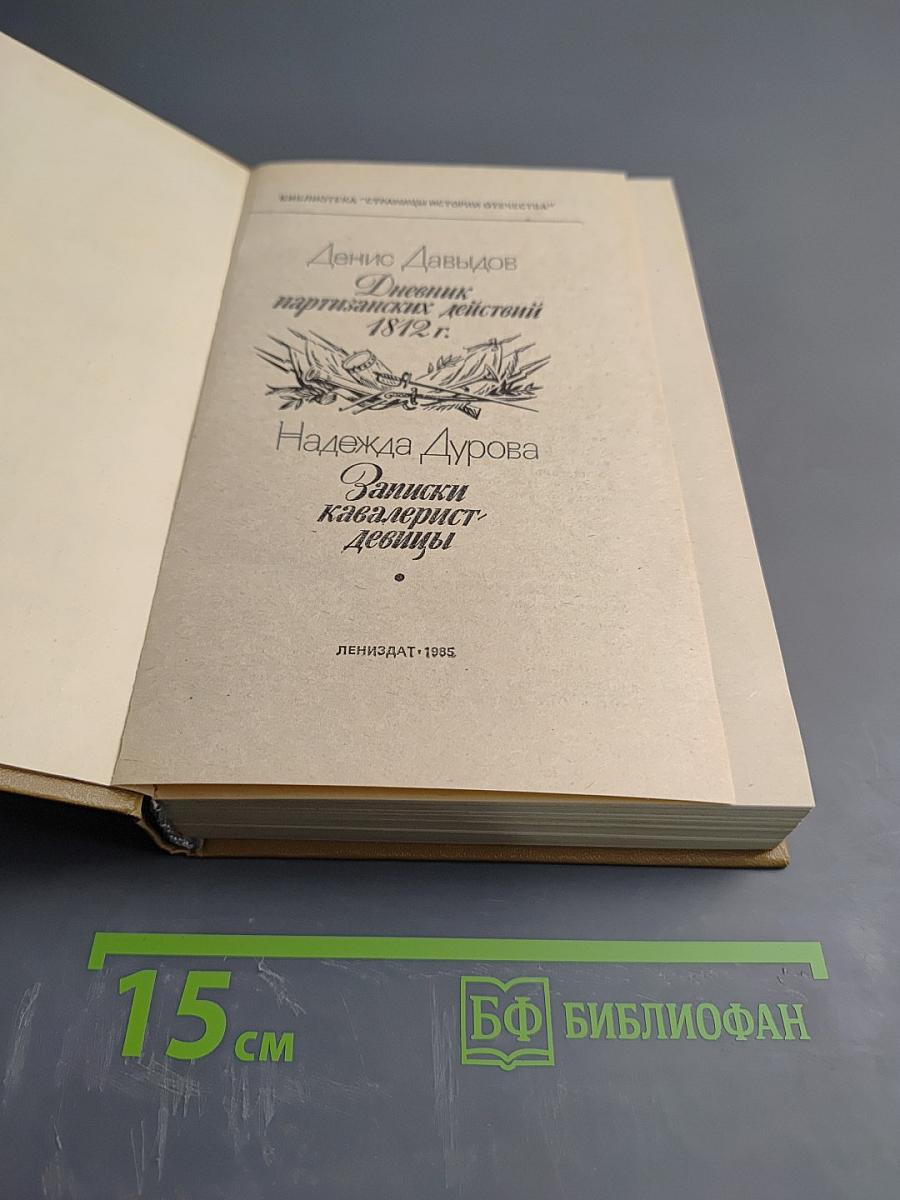 БИБЛИОТЕКА "СТРАНИЦЫ ИСТОРИИ ОТЕЧЕСТВА"
Денис Давыдов
Дневник
партизанских действий
1812 г.
Надежда Дурова
Записки
кавалерист-
девицы
ЛЕНИЗДАТ • 1985
15 см
БФ БИБЛИОФАН